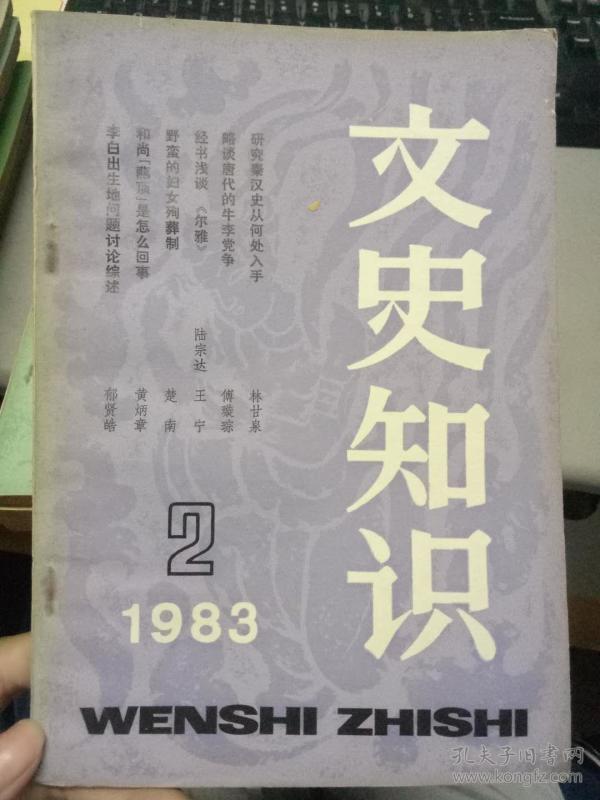 文史知识
研究秦汉史从何处入手 林甘泉
略谈唐代的牛李党争 傅璇琮
经书浅谈 《尔雅》 陆宗达 王宁
野蛮的妇女殉葬制 楚南
和尚“燕顶”是怎么回事 黄炳章
李白出生地问题讨论综述 郁贤皓
2
1983
WENSHI ZHISHI
孔夫子旧书网
www.kongfz.com